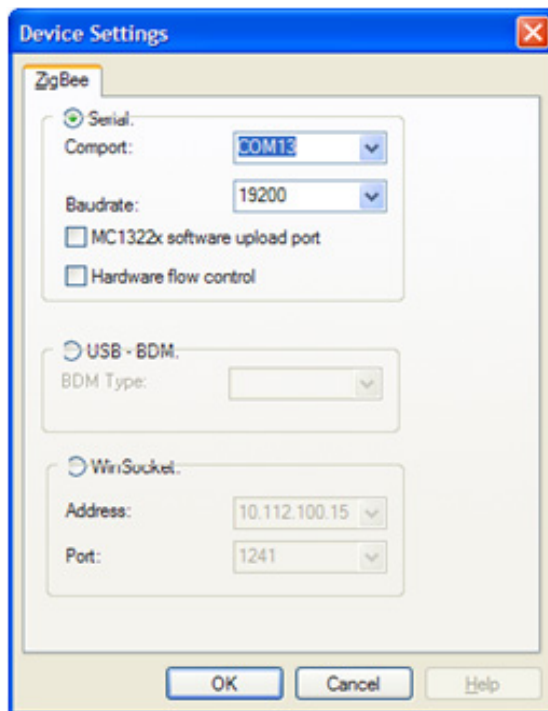 Device Settings
ZigBee
Serial:
Comport: COM13
Baudrate: 19200
MC1322x software upload port
Hardware flow control
USB - BDM:
BDM Type:
WinSocket:
Address: 10.112.100.15
Port: 1241
OK Cancel Help